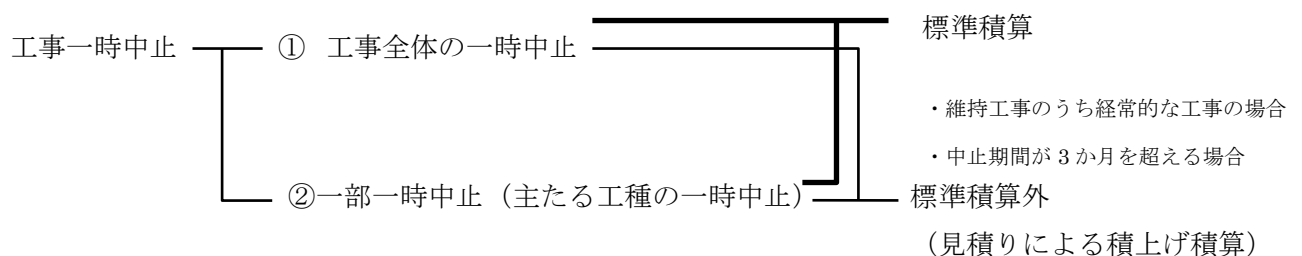 標準積算
工事一時中止 ① 工事全体の一時中止
・維持工事のうち経常的な工事の場合
・中止期間が 3 か月を超える場合
②一部一時中止（主たる工種の一時中止） 標準積算外
（見積りによる積上げ積算）